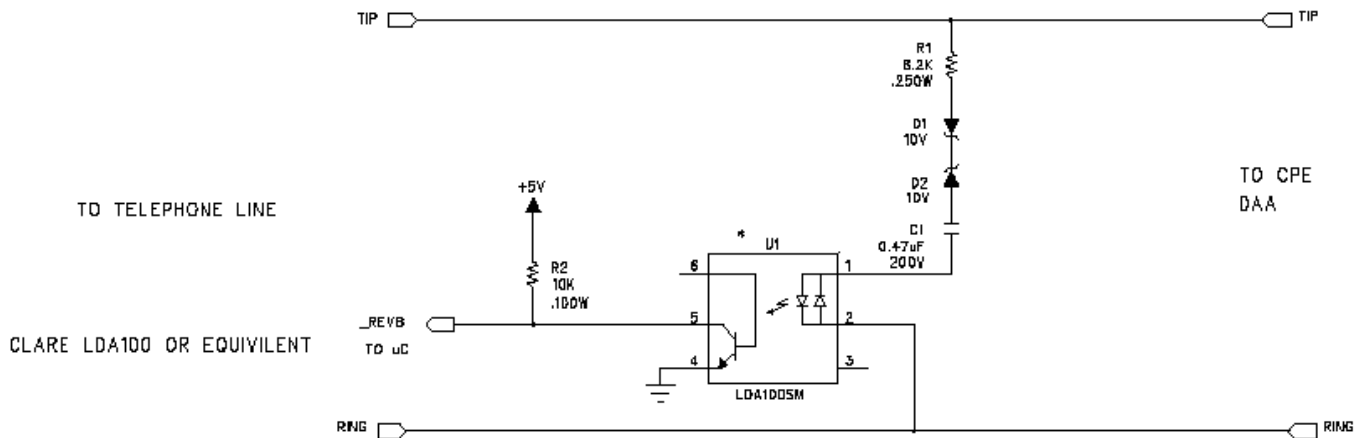 TIP
TIP
R1
8.2K
.250W
D1
10V
D2
10V
TO CPE
DAA
+5V
TO TELEPHONE LINE
C1
0.47uF
200V
*
U1
R2
10K
.100W
6
1
_REVB
5
2
TO uC
CLARE LDA100 OR EQUIVILENT
4
3
LDA100SM
RING
RING